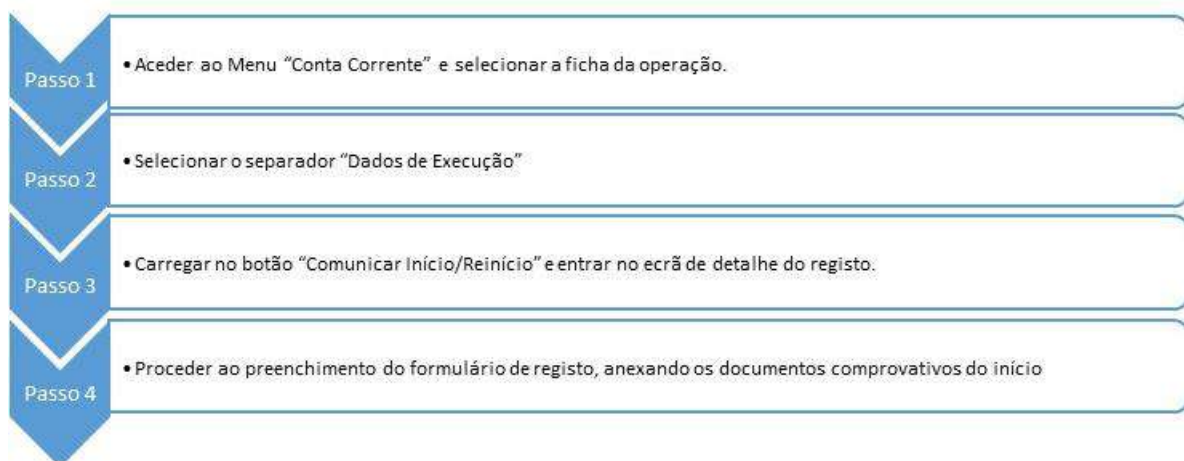 Passo 1
•Aceder ao Menu “Conta Corrente” e selecionar a ficha da operação.
Passo 2
•Selecionar o separador “Dados de Execução”
Passo 3
•Carregar no botão “Comunicar Início/Reinício” e entrar no ecrã de detalhe do registo.
Passo 4
•Proceder ao preenchimento do formulário de registo, anexando os documentos comprovativos do início